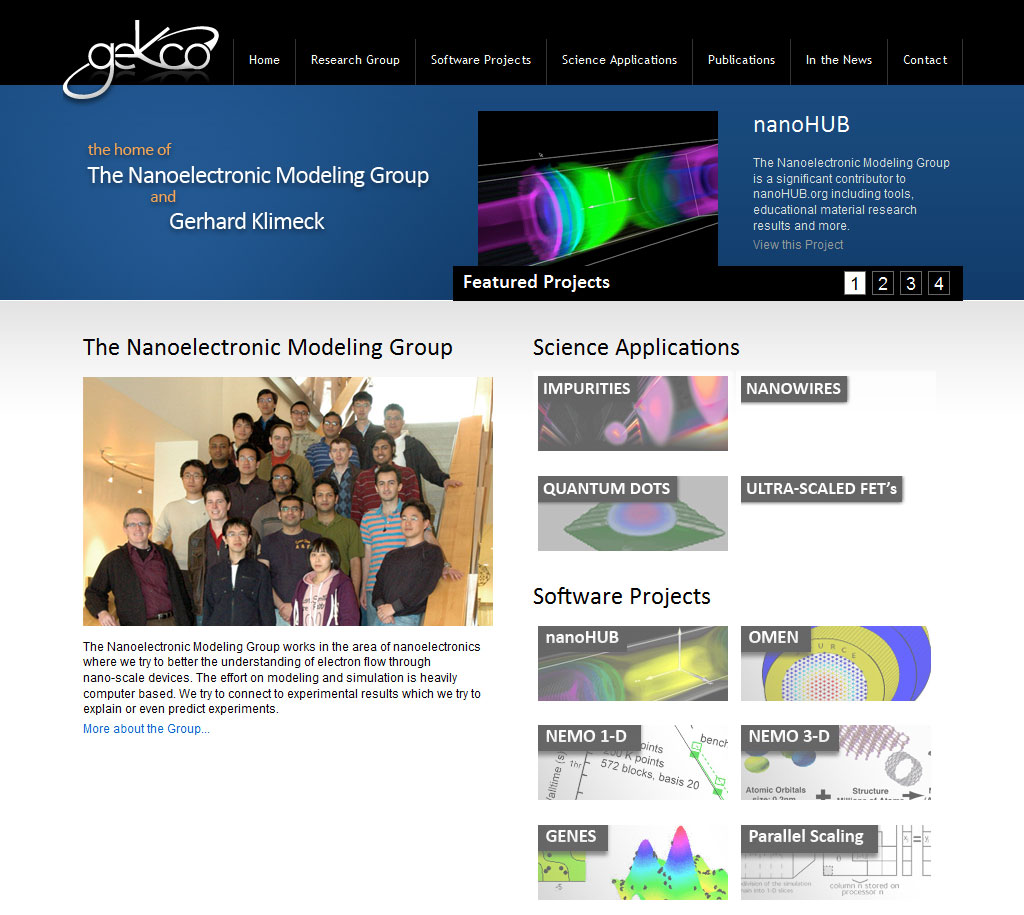 gekco
Home
Research Group
Software Projects
Science Applications
Publications
In the News
Contact
the home of
The Nanoelectronic Modeling Group
and
Gerhard Klimeck
nanoHUB
The Nanoelectronic Modeling Group
is a significant contributor to
nanoHUB.org including tools,
educational material research
results and more.
View this Project
Featured Projects
1 2 3 4
The Nanoelectronic Modeling Group
The Nanoelectronic Modeling Group works in the area of nanoelectronics
where we try to better the understanding of electron flow through
nano-scale devices. The effort on modeling and simulation is heavily
computer based. We try to connect to experimental results which we try to
explain or even predict experiments.
More about the Group...
Science Applications
IMPURITIES
NANOWIRES
QUANTUM DOTS
ULTRA-SCALED FET's
Software Projects
nanoHUB
OMEN
OURCE
NEMO 1-D
bench
oints
K points
572 blocks, basis 20
1hr
NEMO 3-D
Atomic Orbitals
Structure
GENES
-5
Parallel Scaling
column n stored on
processor n